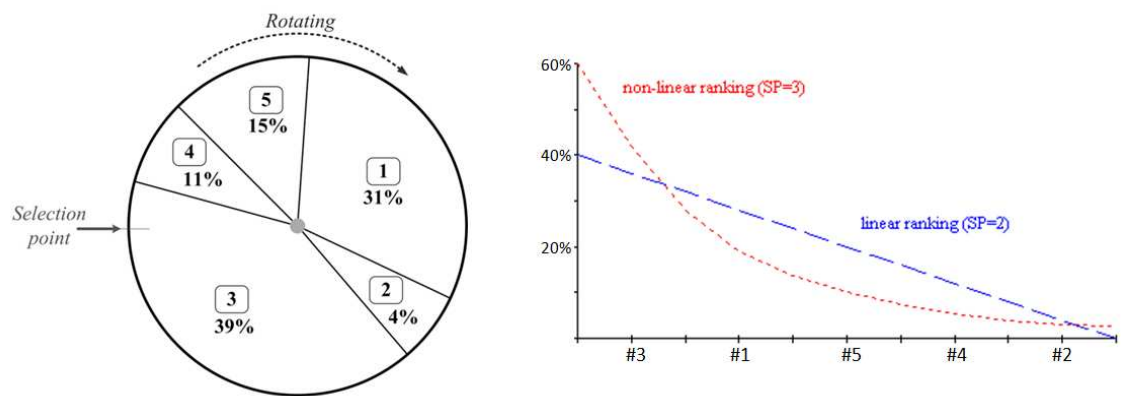 Rotating
5
15%
4
11%
1
31%
Selection
point
2
4%
3
39%
60%
non-linear ranking (SP=3)
40%
linear ranking (SP=2)
20%
#3 #1 #5 #4 #2